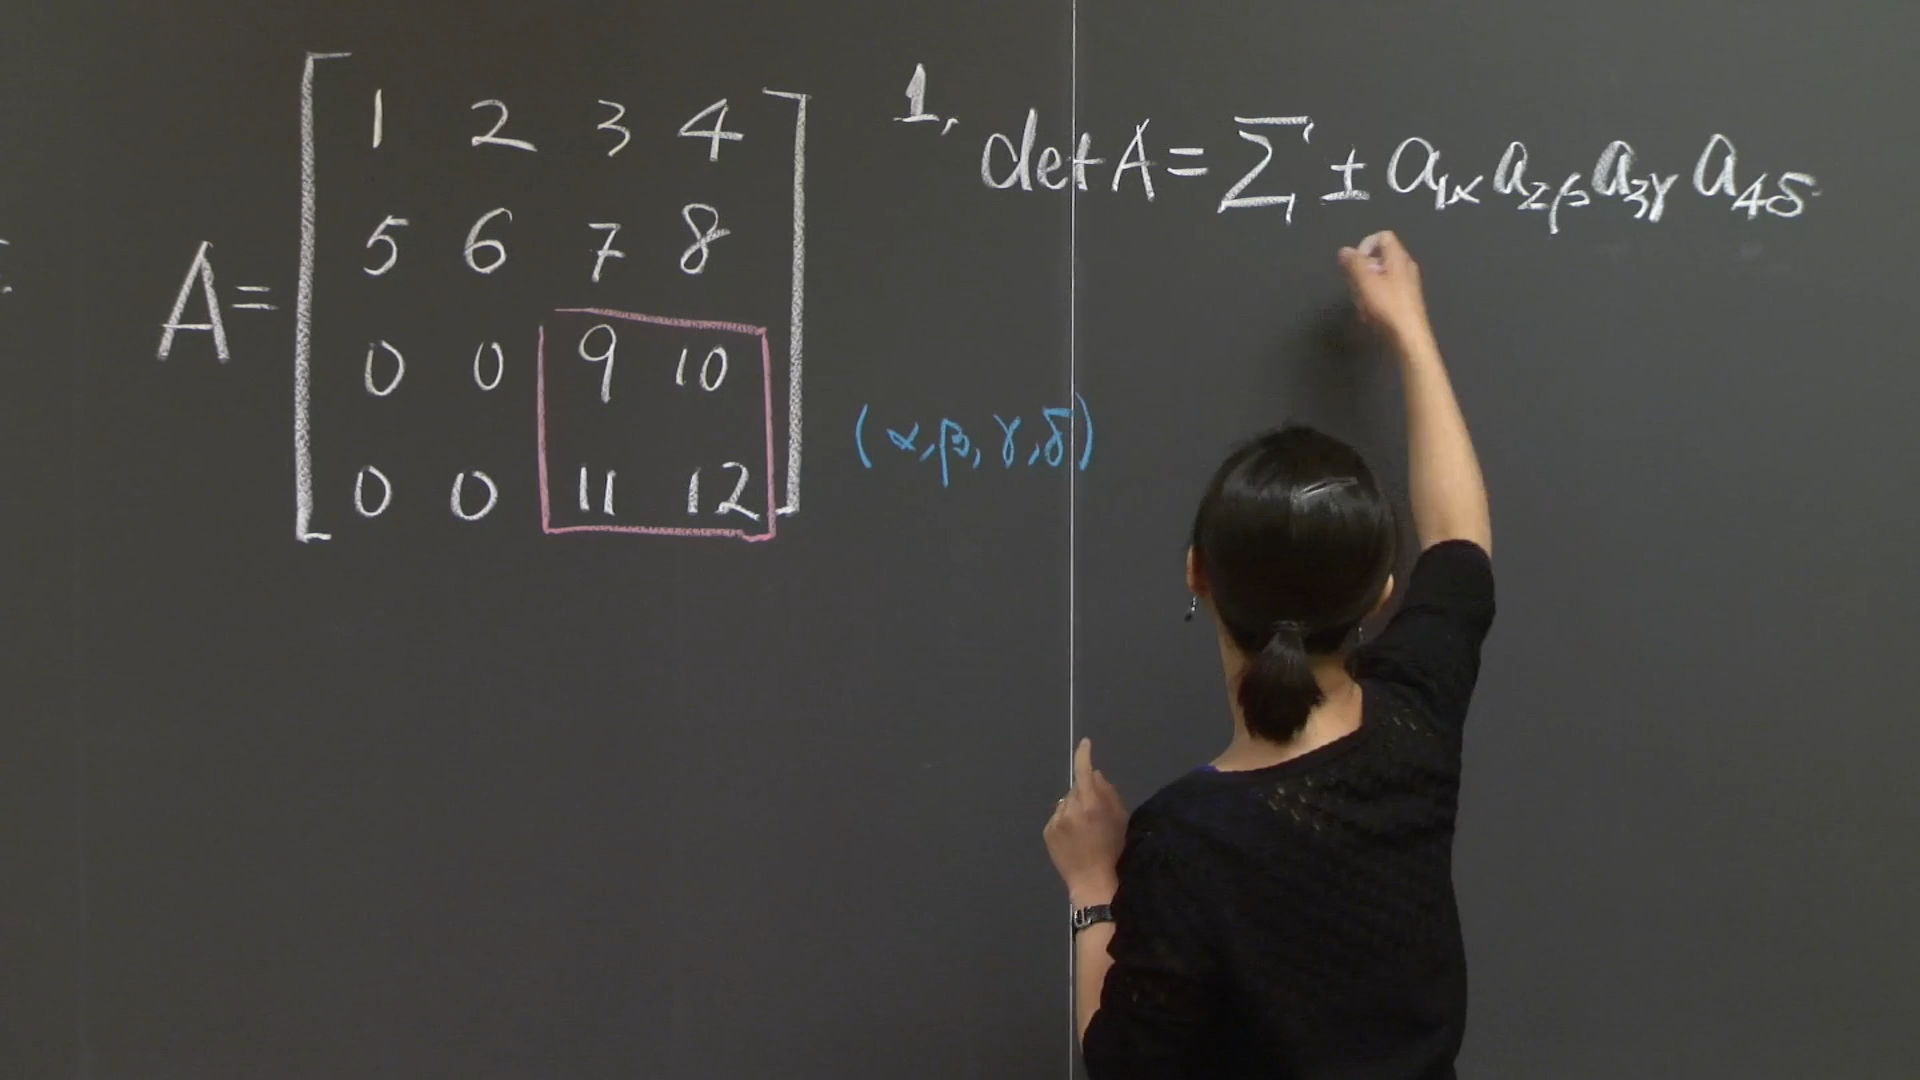 A = [ 1 2 3 4
5 6 7 8
0 0 9 10
0 0 11 12 ]
1. det A = ∑ ± a₁α a₂β a₃γ a₄δ
(α, β, γ, δ)